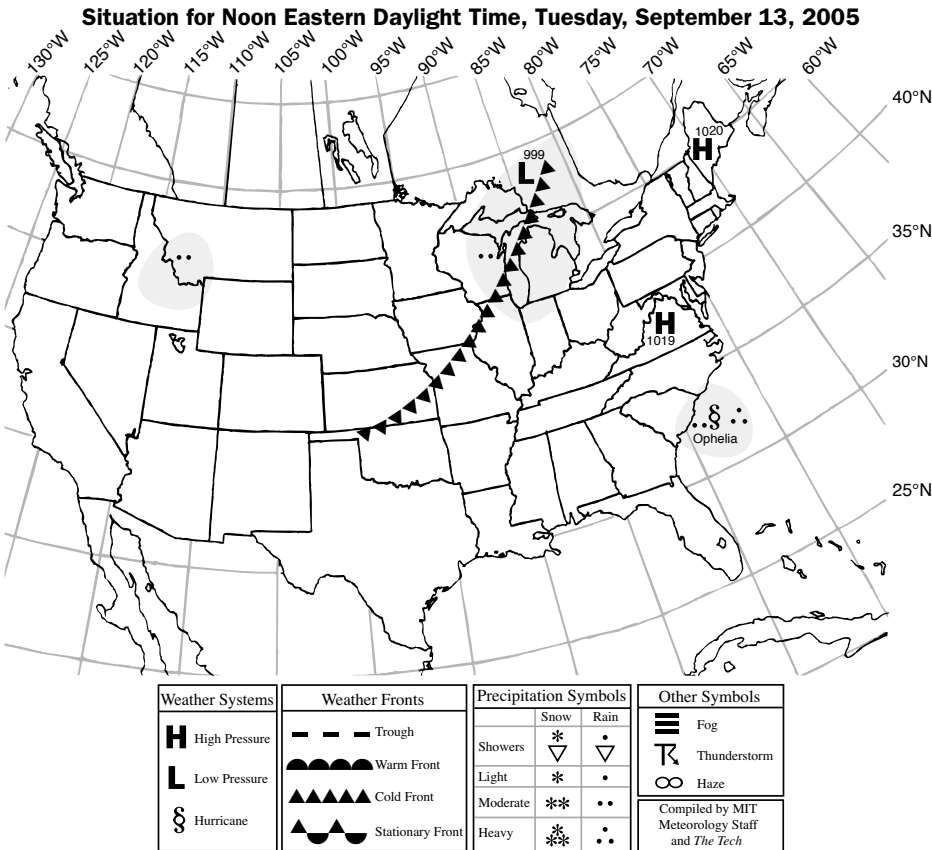 Situation for Noon Eastern Daylight Time, Tuesday, September 13, 2005
130°W 125°W 120°W 115°W 110°W 105°W 100°W 95°W 90°W 85°W 80°W 75°W 70°W 65°W 60°W
40°N
1020
H
999
L
35°N
H
1019
30°N
§
Ophelia
25°N
Weather Systems
H High Pressure
L Low Pressure
§ Hurricane
Weather Fronts
Trough
Warm Front
Cold Front
Stationary Front
Precipitation Symbols
Snow Rain
Showers
Light
Moderate
Heavy
Other Symbols
Fog
Thunderstorm
Haze
Compiled by MIT
Meteorology Staff
and The Tech